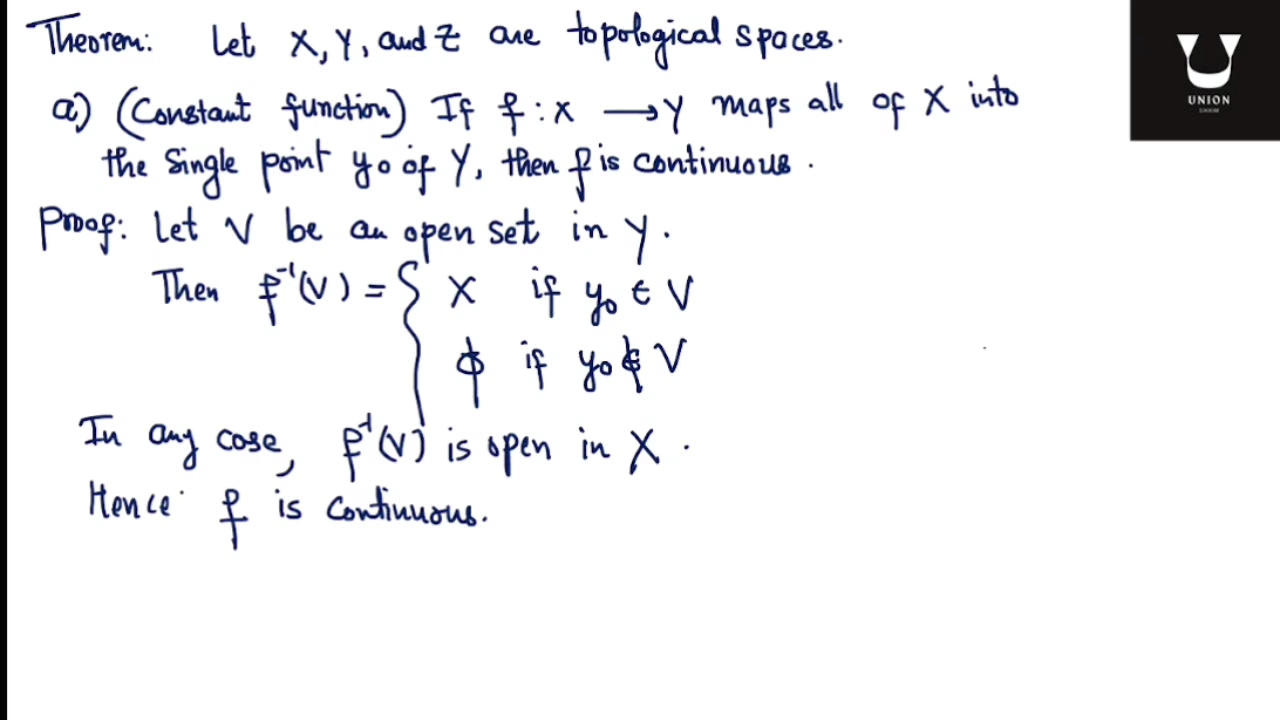 Theorem: Let X, Y, and Z are topological spaces.
a) (Constant function) If f : X ⟶ Y maps all of X into
the single point y₀ of Y, then f is continuous.
Proof: Let V be an open set in Y.
Then f⁻¹(V) = { X if y₀ ∈ V
ϕ if y₀ ∉ V
In any case, f⁻¹(V) is open in X.
Hence f is continuous.
UNION